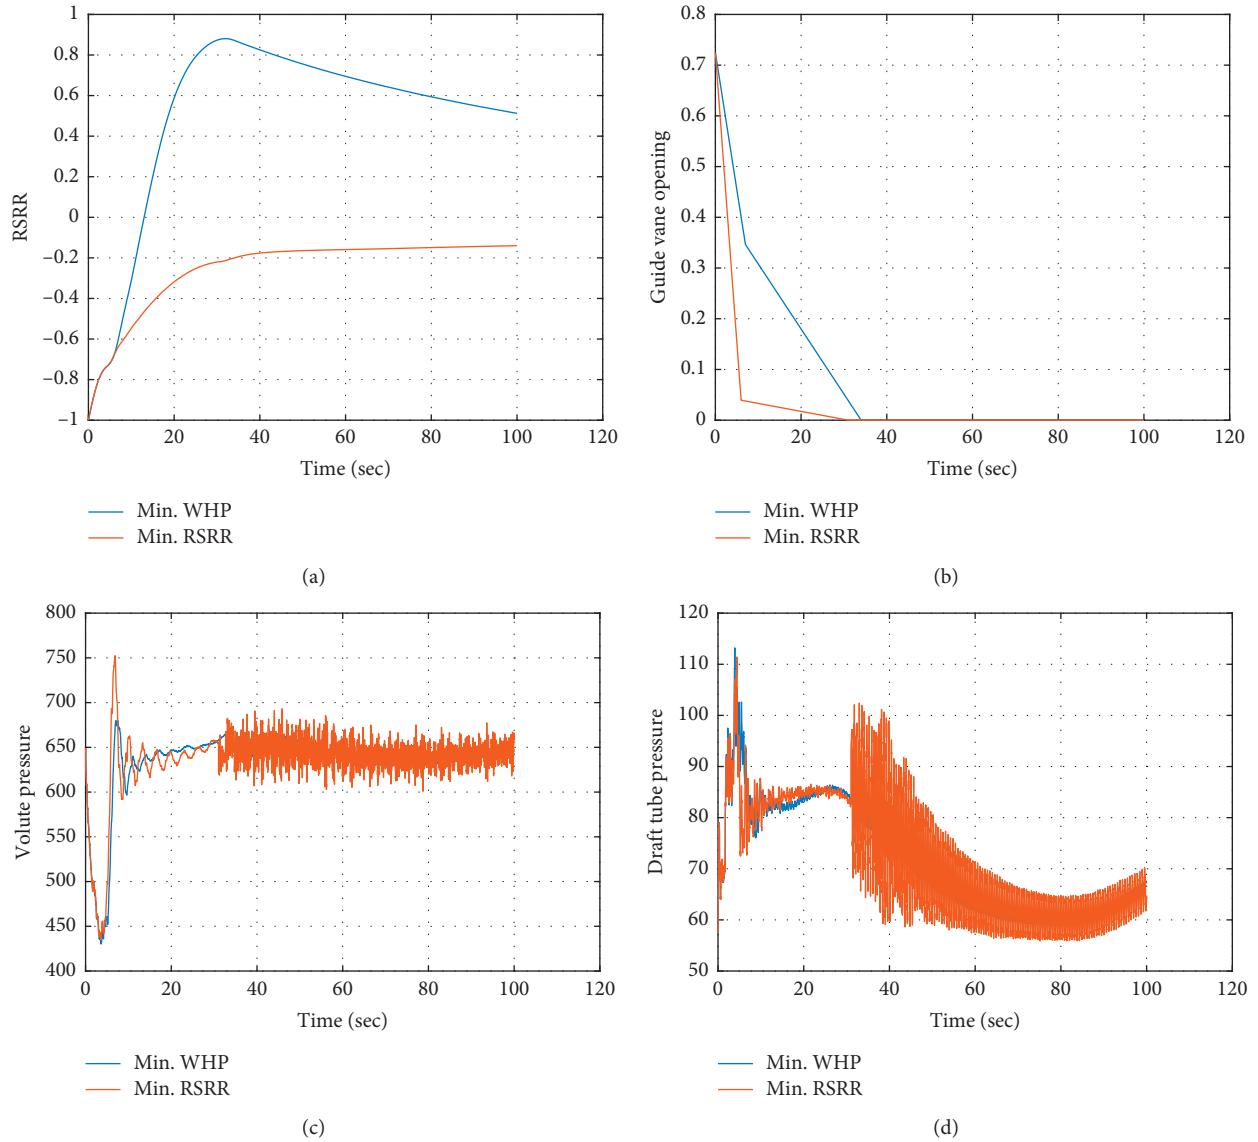 1
0.8
0.6
0.4
0.2
0
−0.2
−0.4
−0.6
−0.8
−1
RSRR
0 20 40 60 80 100 120
Time (sec)
Min. WHP
Min. RSRR
(a)
0.8
0.7
0.6
0.5
0.4
0.3
0.2
0.1
0
Guide vane opening
0 20 40 60 80 100 120
Time (sec)
Min. WHP
Min. RSRR
(b)
800
750
700
650
600
550
500
450
400
Volute pressure
0 20 40 60 80 100 120
Time (sec)
Min. WHP
Min. RSRR
(c)
120
110
100
90
80
70
60
50
Draft tube pressure
0 20 40 60 80 100 120
Time (sec)
Min. WHP
Min. RSRR
(d)